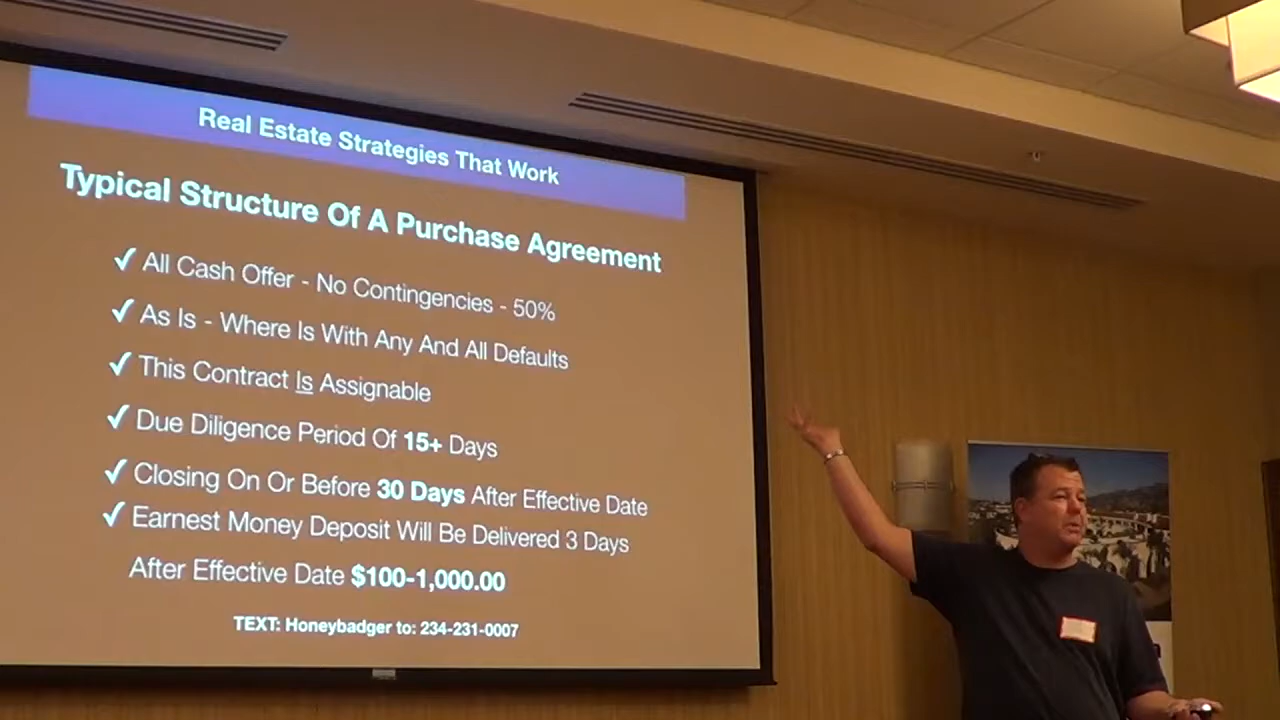 Real Estate Strategies That Work
Typical Structure Of A Purchase Agreement
✓ All Cash Offer - No Contingencies - 50%
✓ As Is - Where Is With Any And All Defaults
✓ This Contract Is Assignable
✓ Due Diligence Period Of 15+ Days
✓ Closing On Or Before 30 Days After Effective Date
✓ Earnest Money Deposit Will Be Delivered 3 Days
After Effective Date $100-1,000.00
TEXT: Honeybadger to: 234-231-0007